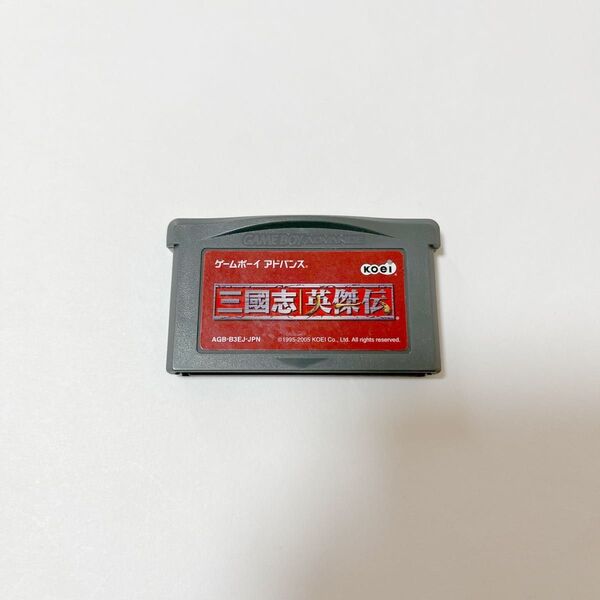 GAME BOY ADVANCE
ゲームボーイ アドバンス®
KOEI
三國志 英傑伝®
AGB-B3EJ-JPN ©1995-2005 KOEI Co., Ltd. All rights reserved.